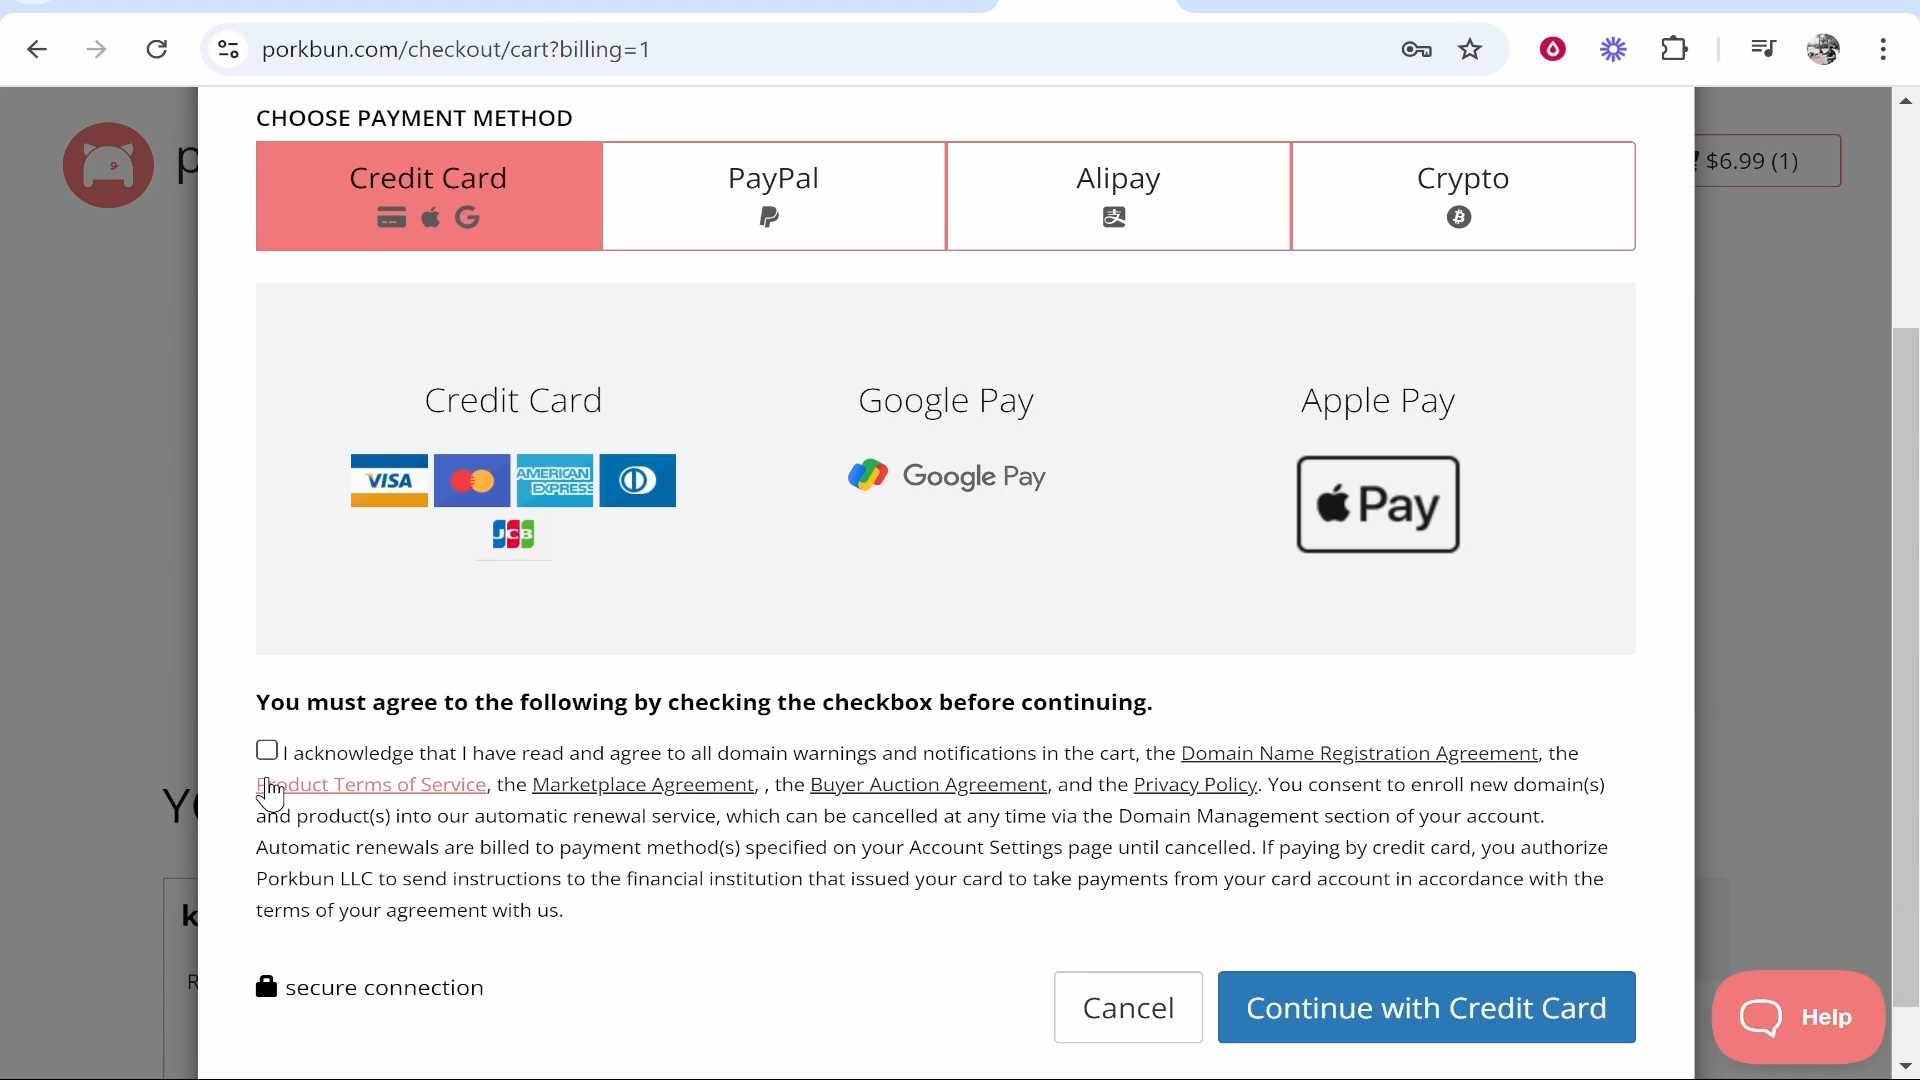 porkbun.com/checkout/cart?billing=1
CHOOSE PAYMENT METHOD
Credit Card
PayPal
Alipay
Crypto
$6.99 (1)
Credit Card
Google Pay
Apple Pay
VISA
AMERICAN
EXPRESS
Google Pay
Pay
JCB
You must agree to the following by checking the checkbox before continuing.
I acknowledge that I have read and agree to all domain warnings and notifications in the cart, the Domain Name Registration Agreement, the
Product Terms of Service, the Marketplace Agreement, , the Buyer Auction Agreement, and the Privacy Policy. You consent to enroll new domain(s)
and product(s) into our automatic renewal service, which can be cancelled at any time via the Domain Management section of your account.
Automatic renewals are billed to payment method(s) specified on your Account Settings page until cancelled. If paying by credit card, you authorize
Porkbun LLC to send instructions to the financial institution that issued your card to take payments from your card account in accordance with the
terms of your agreement with us.
secure connection
Cancel
Continue with Credit Card
Help